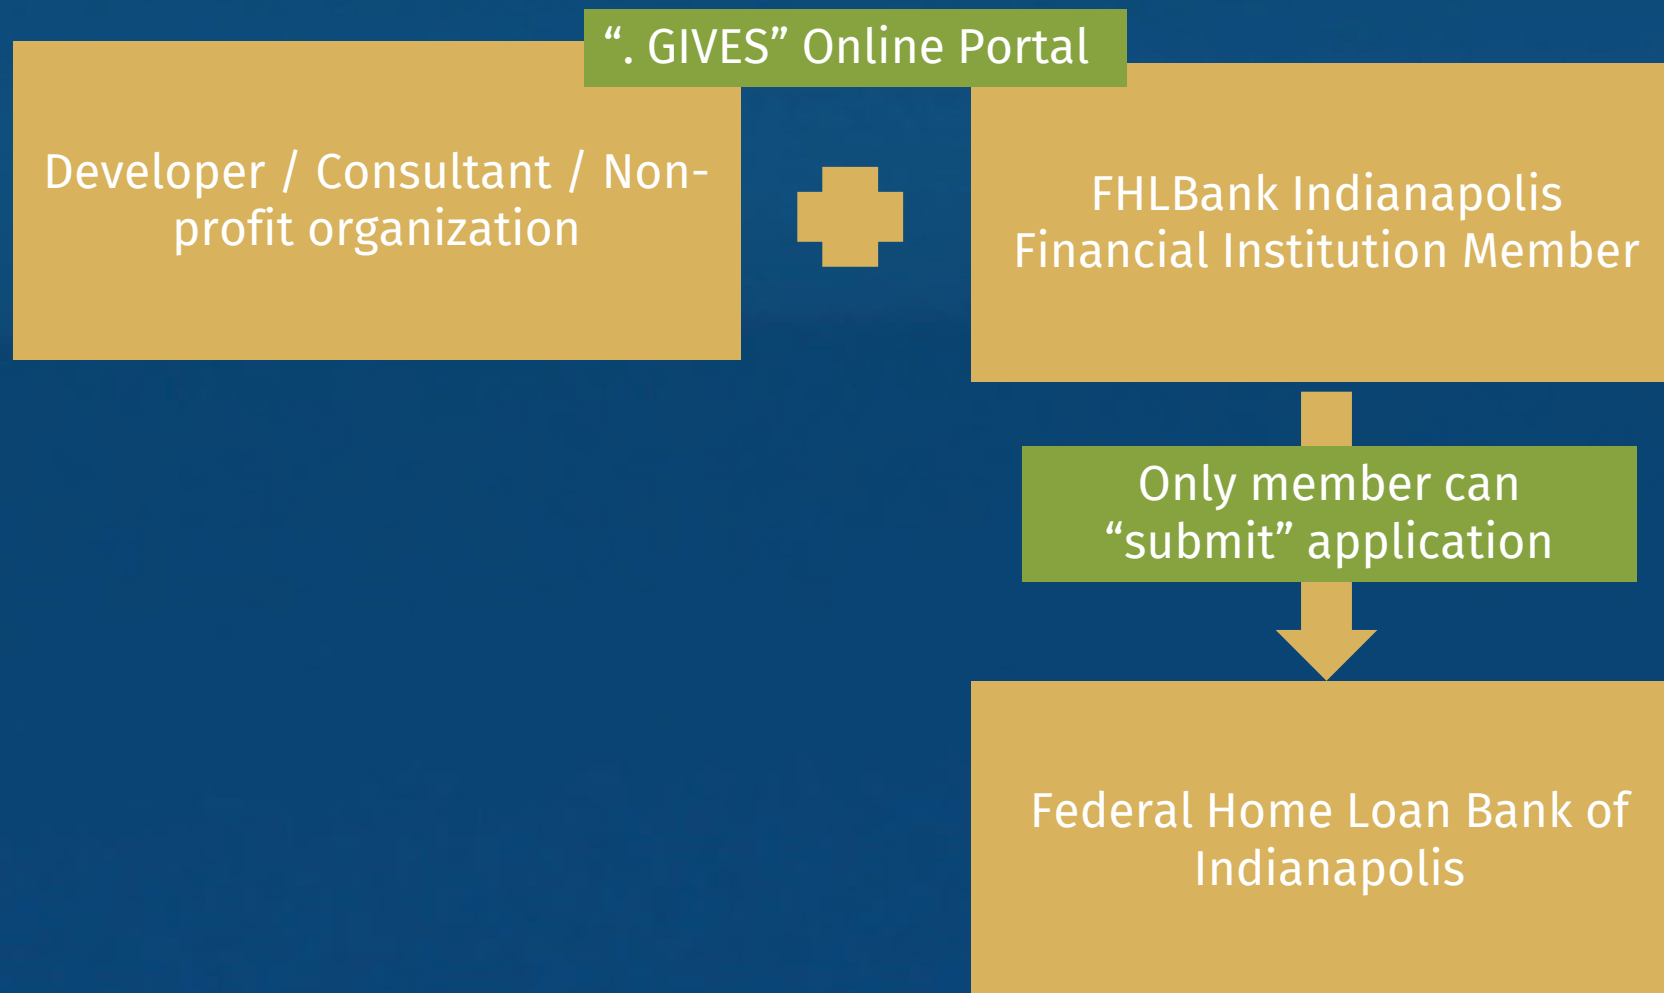 “. GIVES” Online Portal
Developer / Consultant / Non-
profit organization
FHLBank Indianapolis
Financial Institution Member
Only member can
“submit” application
Federal Home Loan Bank of
Indianapolis